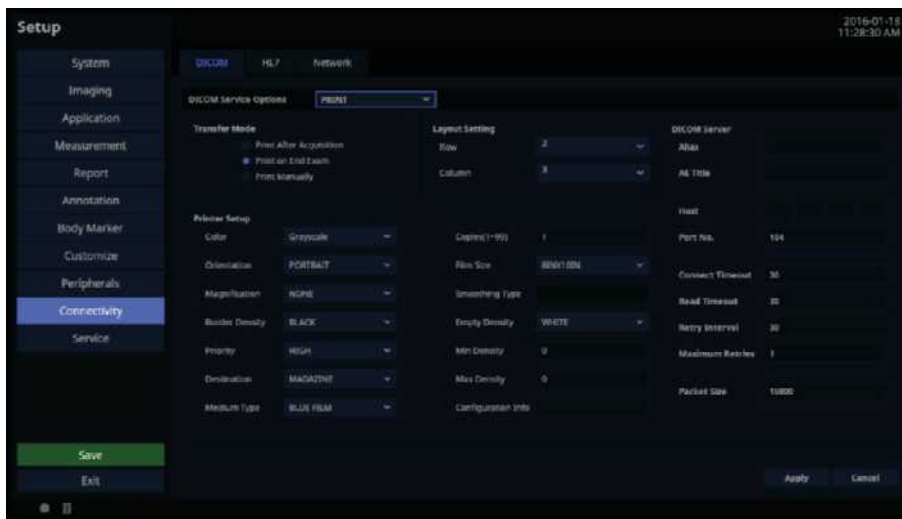 Setup
2016-01-18
11:28:30 AM
System
Imaging
Application
Measurement
Report
Annotation
Body Marker
Customize
Peripherals
Connectivity
Service
Save
Exit
DICOM HL7 Network
DICOM Service Options PRINT
Transfer Mode
Print After Acquisition
Print on End Exam
Print Manually
Layout Setting
Row 2
Column 3
Printer Setup
Color Grayscale
Orientation PORTRAIT
Magnification NONE
Border Density BLACK
Priority HIGH
Destination MAGAZINE
Medium Type BLUE FILM
Copies(1~99) 1
Film Size 8INX10IN
Smoothing Type
Empty Density WHITE
Min Density 0
Max Density 0
Configuration Info
DICOM Server
Alias
AE Title
Host
Port No. 104
Connect Timeout 30
Read Timeout 30
Retry Interval 30
Maximum Retries 1
Packet Size 16000
Apply Cancel